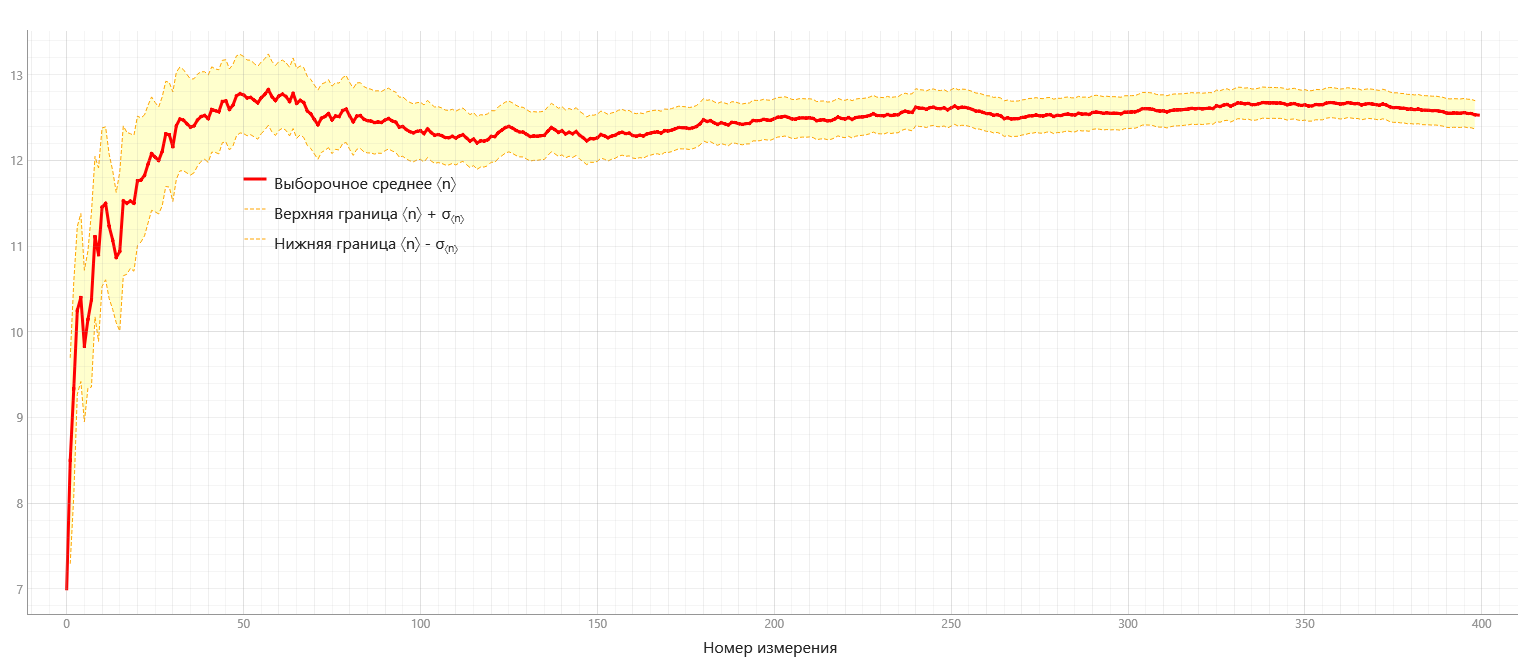 13
12
Выборочное среднее ⟨n⟩
Верхняя граница ⟨n⟩ + σ⟨n⟩
11
Нижняя граница ⟨n⟩ - σ⟨n⟩
10
9
8
7
0 50 100 150 200 250 300 350 400
Номер измерения